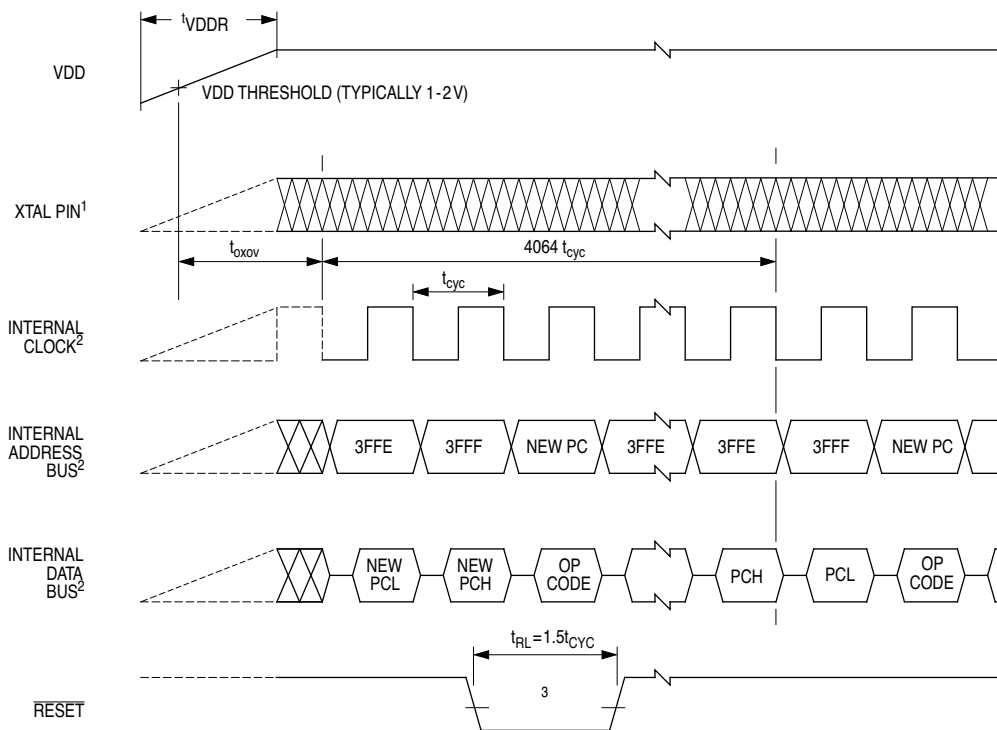 tVDDR
VDD
VDD THRESHOLD (TYPICALLY 1-2V)
XTAL PIN1
toxov
4064 tcyc
tcyc
INTERNAL
CLOCK2
INTERNAL
ADDRESS
BUS2
3FFE
3FFF
NEW PC
3FFE
3FFE
3FFF
NEW PC
INTERNAL
DATA
BUS2
NEW
PCL
NEW
PCH
OP
CODE
PCH
PCL
OP
CODE
tRL=1.5tCYC
RESET
3